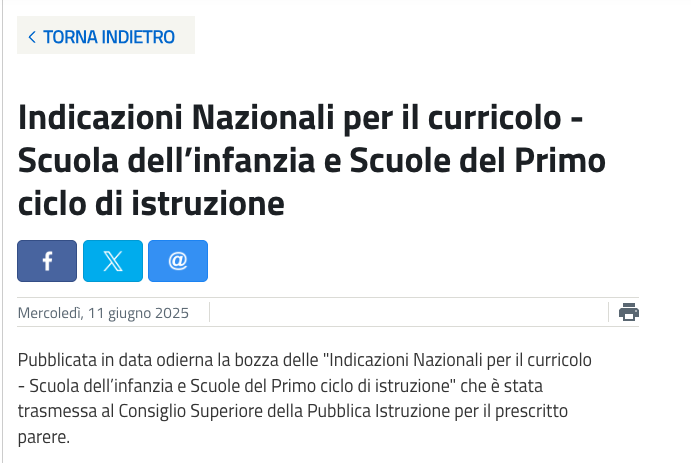 TORNA INDIETRO
Indicazioni Nazionali per il curricolo -
Scuola dell’infanzia e Scuole del Primo
ciclo di istruzione
f X @
Mercoledì, 11 giugno 2025
Pubblicata in data odierna la bozza delle "Indicazioni Nazionali per il curricolo
- Scuola dell’infanzia e Scuole del Primo ciclo di istruzione" che è stata
trasmessa al Consiglio Superiore della Pubblica Istruzione per il prescritto
parere.